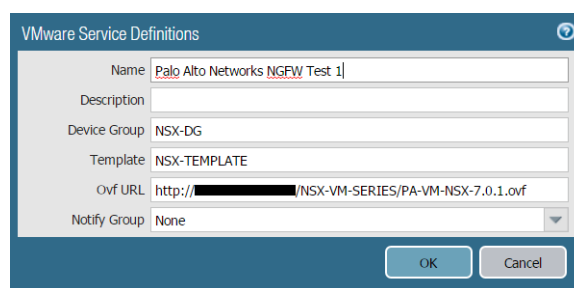 VMware Service Definitions
Name Palo Alto Networks NGFW Test 1
Description
Device Group NSX-DG
Template NSX-TEMPLATE
Ovf URL http:// /NSX-VM-SERIES/PA-VM-NSX-7.0.1.ovf
Notify Group None
OK Cancel